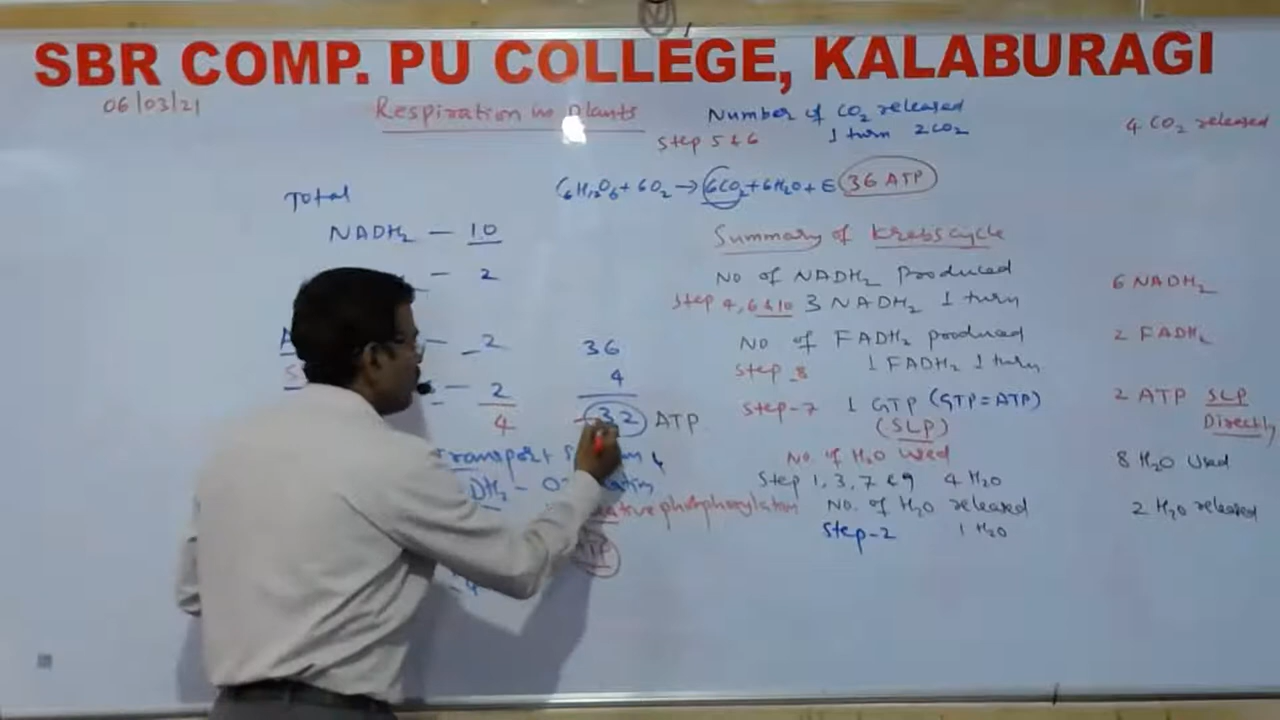 SBR COMP. PU COLLEGE, KALABURAGI
06/03/21
Respiration in Plants
Total
NADH₂ — 10
— 2
— 2
— 2
4
C₆H₁₂O₆ + 6O₂ → 6CO₂ + 6H₂O + E 36 ATP
36
4
32 ATP
Transport
DH₂ –
ative phosphorylation
Number of CO₂ released
Step 5 & 6 1 turn 2CO₂
4 CO₂ released
Summary of Krebs cycle
No of NADH₂ Produced
Step 4, 6 & 10 3 NADH₂ 1 turn
6 NADH₂
No of FADH₂ produced
Step 8 1 FADH₂ 1 turn
2 FADH₂
Step-7 1 GTP (GTP=ATP)
(SLP)
2 ATP SLP
Directly
No. of H₂O used
Step 1, 3, 7 & 9 4 H₂O
8 H₂O used
No. of H₂O released
Step-2 1 H₂O
2 H₂O released